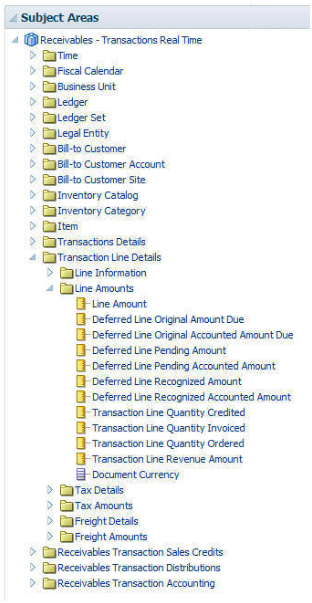 Subject Areas
Receivables - Transactions Real Time
Time
Fiscal Calendar
Business Unit
Ledger
Ledger Set
Legal Entity
Bill-to Customer
Bill-to Customer Account
Bill-to Customer Site
Inventory Catalog
Inventory Category
Item
Transactions Details
Transaction Line Details
Line Information
Line Amounts
Line Amount
Deferred Line Original Amount Due
Deferred Line Original Accounted Amount Due
Deferred Line Pending Amount
Deferred Line Pending Accounted Amount
Deferred Line Recognized Amount
Deferred Line Recognized Accounted Amount
Transaction Line Quantity Credited
Transaction Line Quantity Invoiced
Transaction Line Quantity Ordered
Transaction Line Revenue Amount
Document Currency
Tax Details
Tax Amounts
Freight Details
Freight Amounts
Receivables Transaction Sales Credits
Receivables Transaction Distributions
Receivables Transaction Accounting